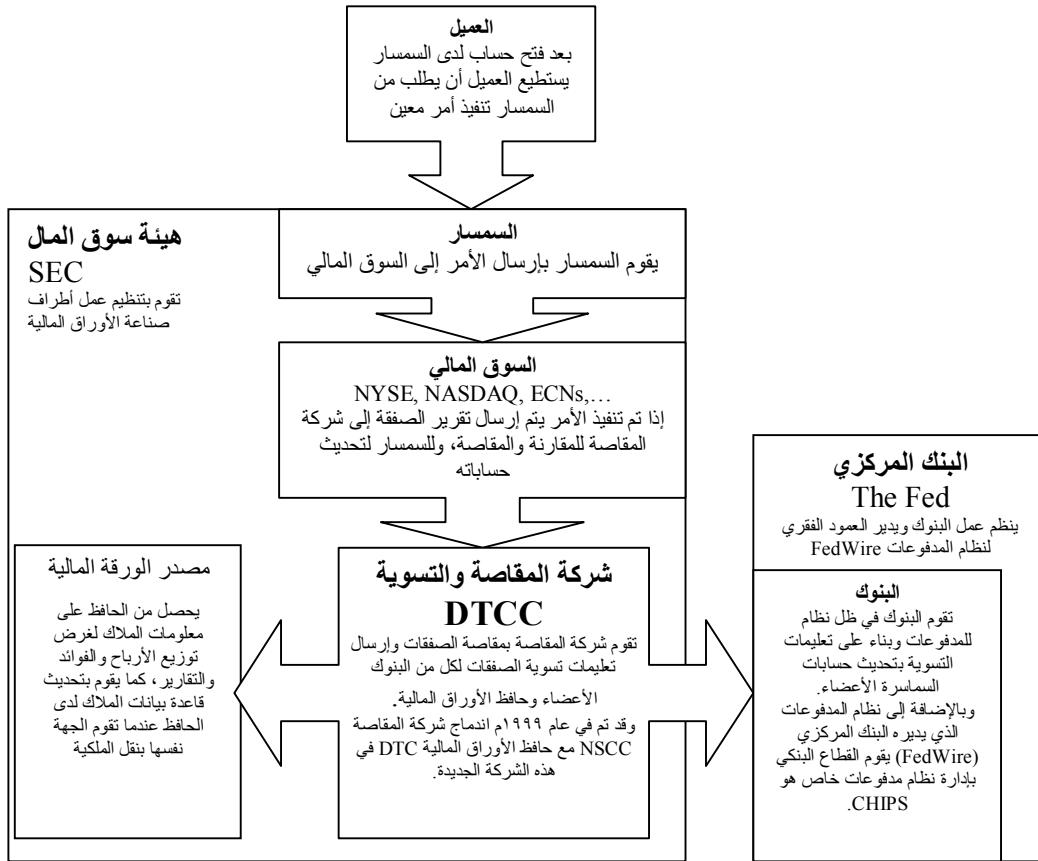 العميل
بعد فتح حساب لدى السمسار
يستطيع العميل أن يطلب من
السمسار تنفيذ أمر معين
هيئة سوق المال
SEC
تقوم بتنظيم عمل أطراف
صناعة الأوراق المالية
السمسار
يقوم السمسار بإرسال الأمر إلى السوق المالي
السوق المالي
NYSE, NASDAQ, ECNs,…
إذا تم تنفيذ الأمر يتم إرسال تقرير الصفقة إلى شركة
المقاصة للمقارنة والمقاصة، وللسمسار لتحديث
حساباته
البنك المركزي
The Fed
ينظم عمل البنوك ويدير العمود الفقري
لنظام المدفوعات FedWire
البنوك
تقوم البنوك في ظل نظام
للمدفوعات وبناء على تعليمات
التسوية بتحديث حسابات
السماسرة الأعضاء.
وبالإضافة إلى نظام المدفوعات
الذي يديره البنك المركزي
(FedWire) يقوم القطاع البنكي
بإدارة نظام مدفوعات خاص هو
CHIPS.
شركة المقاصة والتسوية
DTCC
تقوم شركة المقاصة بمقاصة الصفقات وإرسال
تعليمات تسوية الصفقات لكل من البنوك
الأعضاء وحافظ الأوراق المالية.
وقد تم في عام ١٩٩٩م اندماج شركة المقاصة
NSCC مع حافظ الأوراق المالية DTC في
هذه الشركة الجديدة.
مصدر الورقة المالية
يحصل من الحافظ على
معلومات الملاك لغرض
توزيع الأرباح والفوائد
والتقارير، كما يقوم بتحديث
قاعدة بيانات الملاك لدى
الحافظ عندما تقوم الجهة
نفسها بنقل الملكية